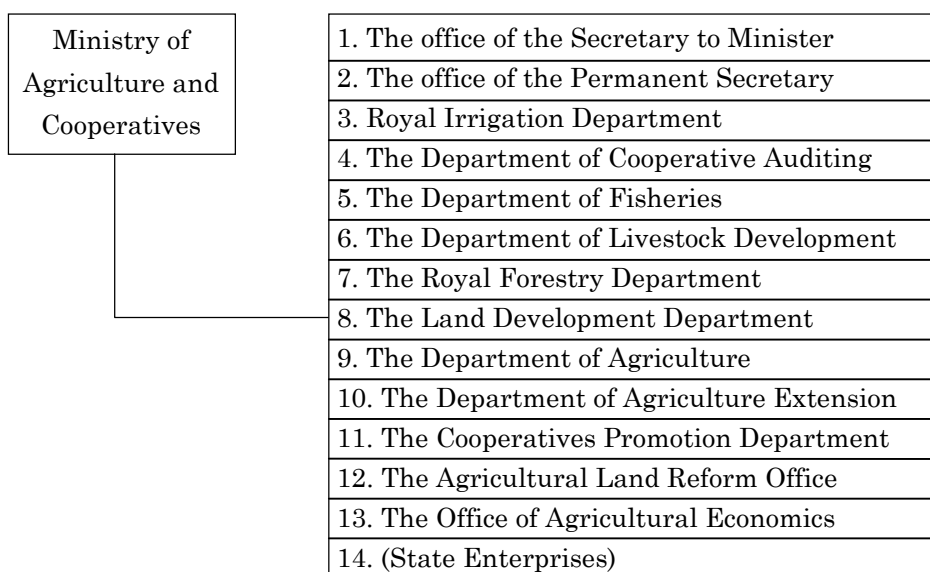 Ministry of
Agriculture and
Cooperatives
1. The office of the Secretary to Minister
2. The office of the Permanent Secretary
3. Royal Irrigation Department
4. The Department of Cooperative Auditing
5. The Department of Fisheries
6. The Department of Livestock Development
7. The Royal Forestry Department
8. The Land Development Department
9. The Department of Agriculture
10. The Department of Agriculture Extension
11. The Cooperatives Promotion Department
12. The Agricultural Land Reform Office
13. The Office of Agricultural Economics
14. (State Enterprises)